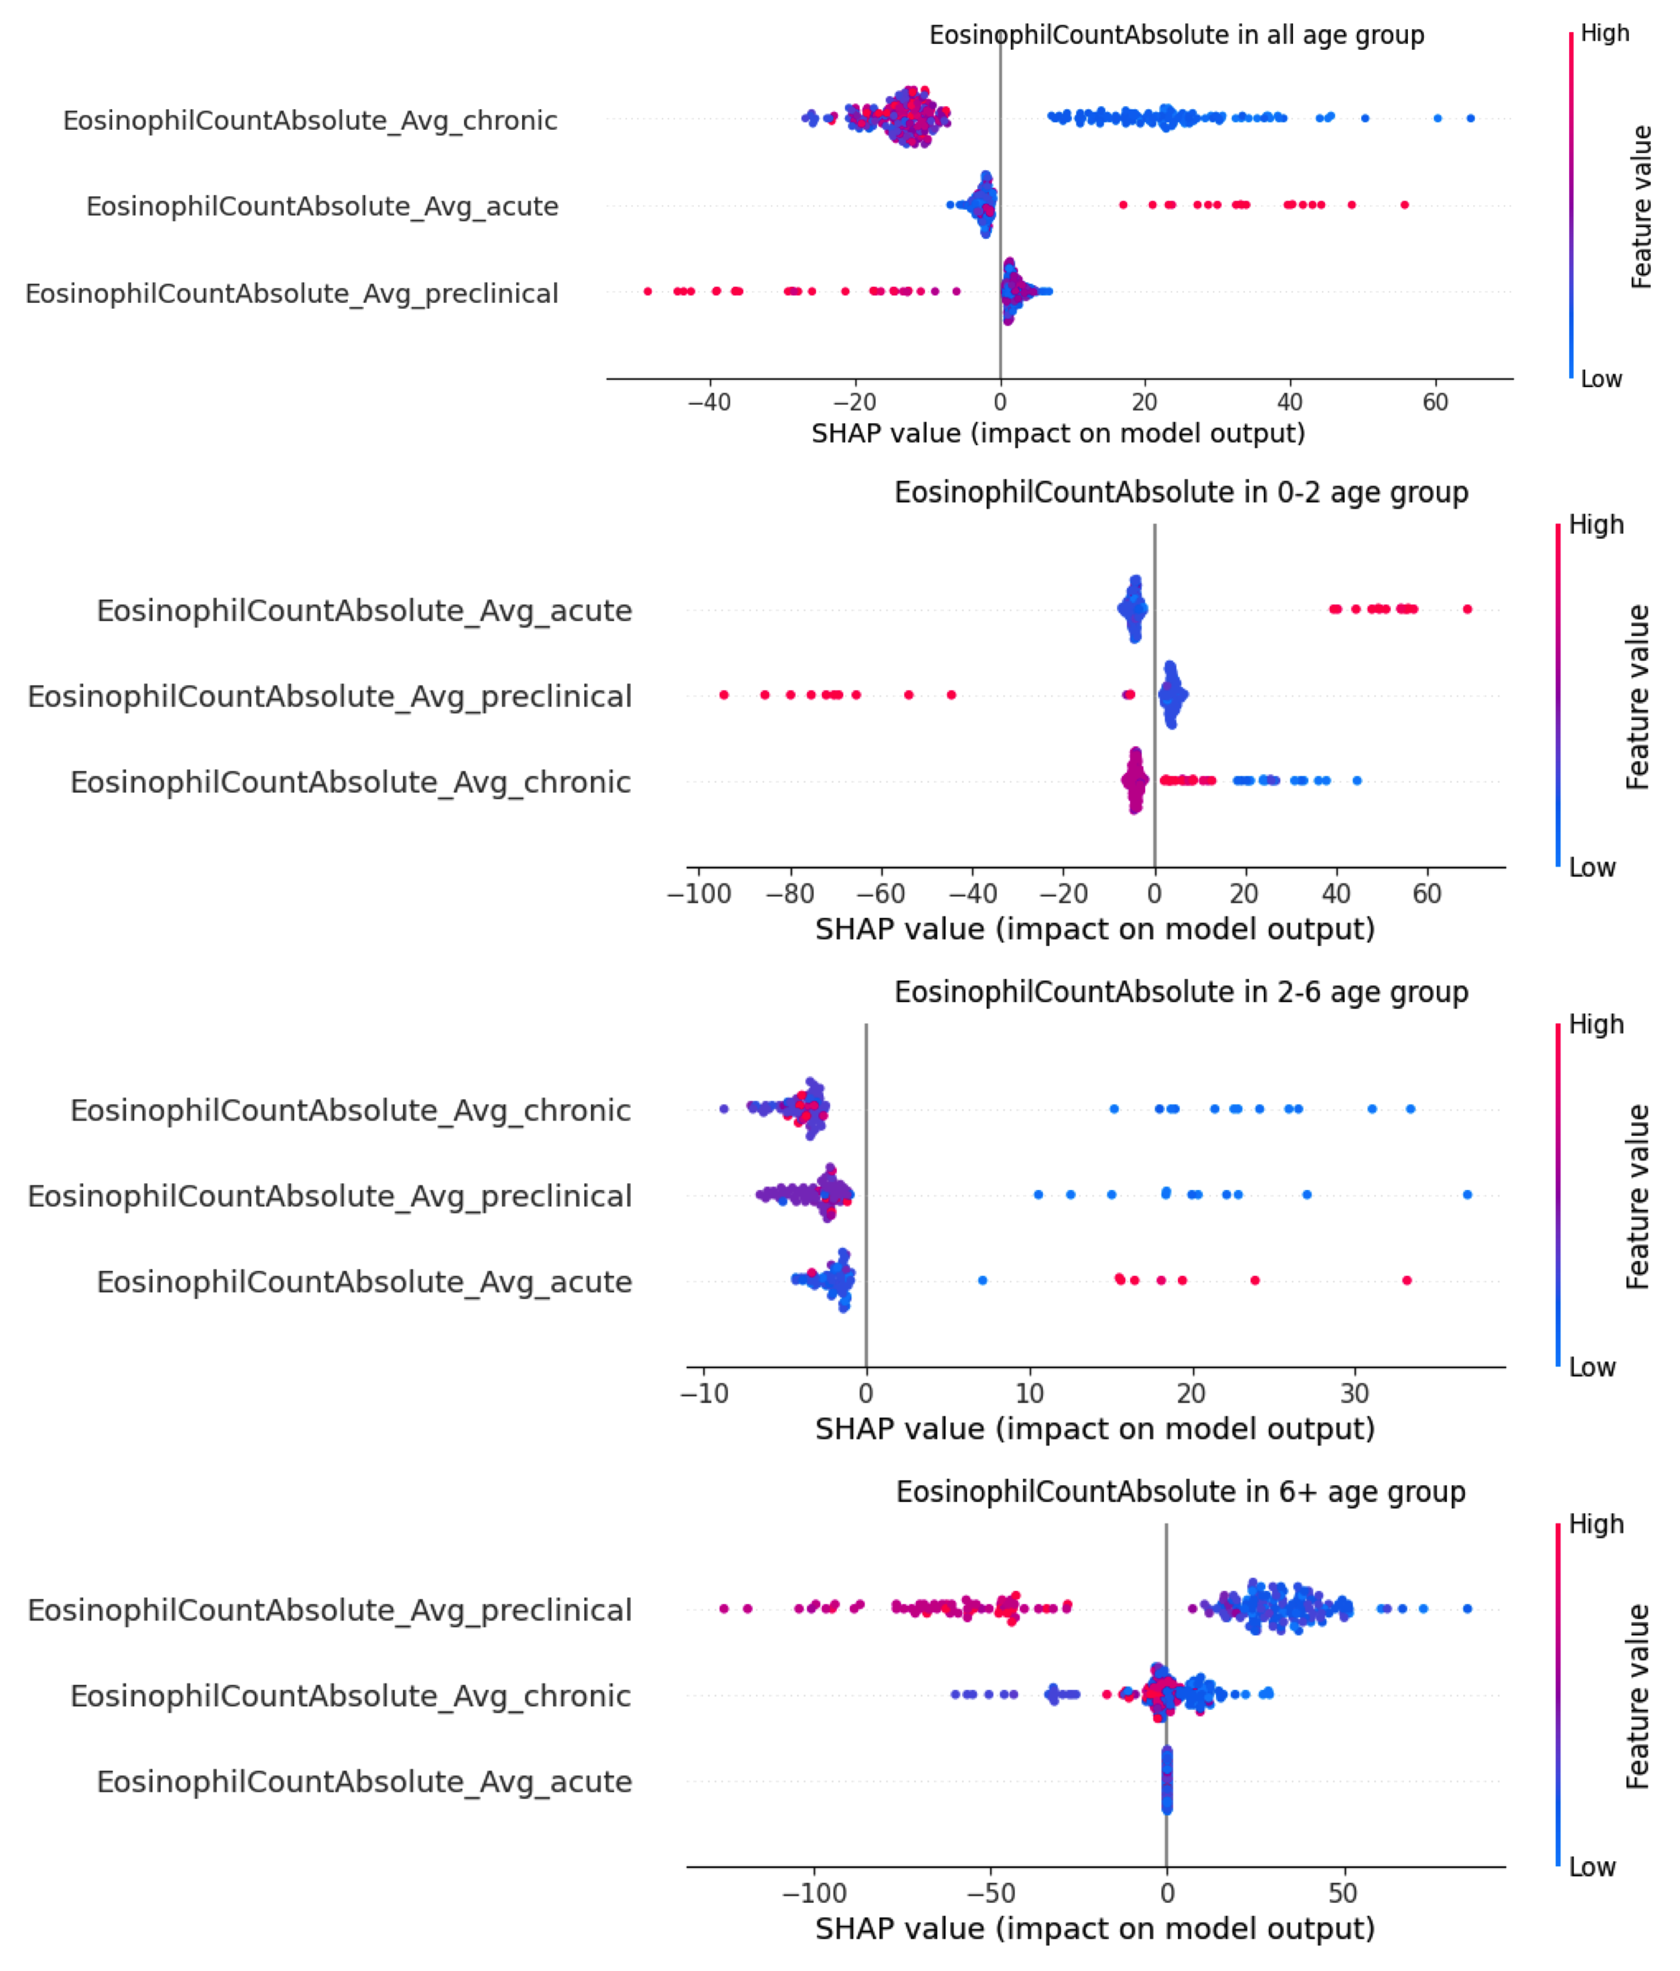 EosinophilCountAbsolute in all age group
High
EosinophilCountAbsolute_Avg_chronic
EosinophilCountAbsolute_Avg_acute
EosinophilCountAbsolute_Avg_preclinical
Feature value
Low
−40 −20 0 20 40 60
SHAP value (impact on model output)
EosinophilCountAbsolute in 0-2 age group
High
EosinophilCountAbsolute_Avg_acute
EosinophilCountAbsolute_Avg_preclinical
EosinophilCountAbsolute_Avg_chronic
Feature value
Low
−100 −80 −60 −40 −20 0 20 40 60
SHAP value (impact on model output)
EosinophilCountAbsolute in 2-6 age group
High
EosinophilCountAbsolute_Avg_chronic
EosinophilCountAbsolute_Avg_preclinical
EosinophilCountAbsolute_Avg_acute
Feature value
Low
−10 0 10 20 30
SHAP value (impact on model output)
EosinophilCountAbsolute in 6+ age group
High
EosinophilCountAbsolute_Avg_preclinical
EosinophilCountAbsolute_Avg_chronic
EosinophilCountAbsolute_Avg_acute
Feature value
Low
−100 −50 0 50
SHAP value (impact on model output)